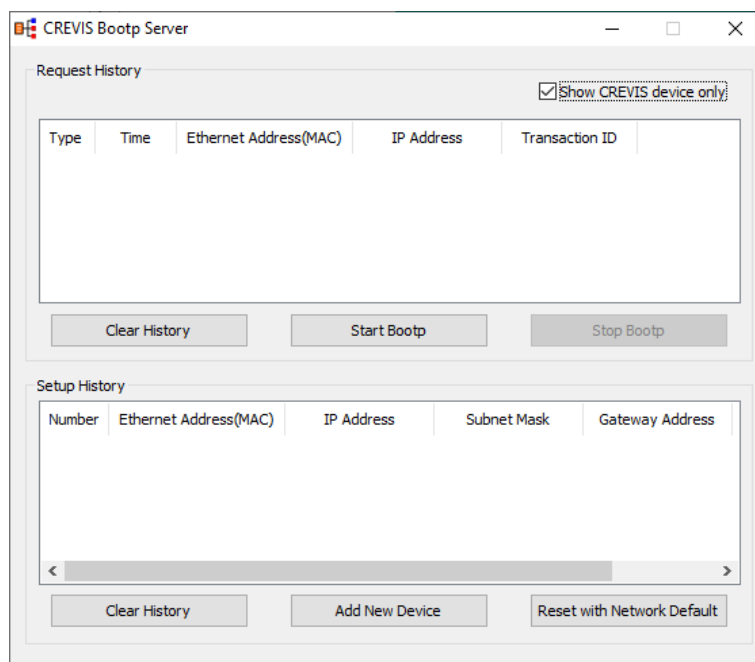 CREVIS Bootp Server
Request History
Show CREVIS device only
Type Time Ethernet Address(MAC) IP Address Transaction ID
Clear History Start Bootp Stop Bootp
Setup History
Number Ethernet Address(MAC) IP Address Subnet Mask Gateway Address
Clear History Add New Device Reset with Network Default